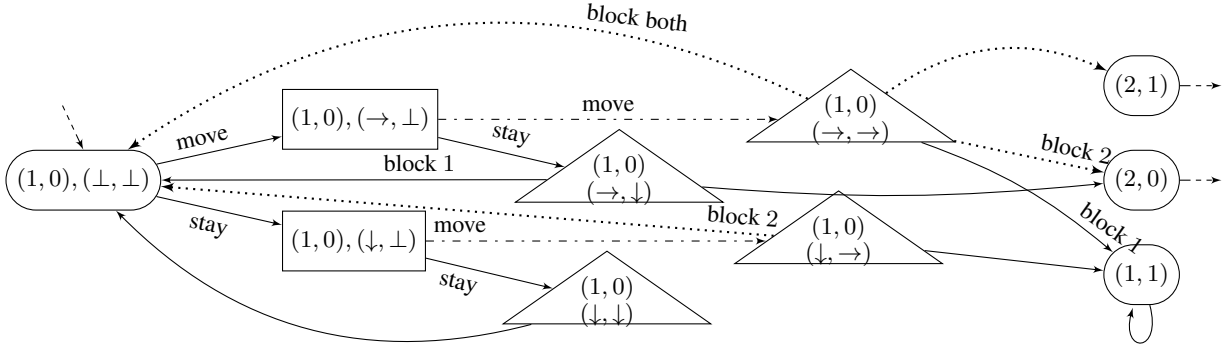 block both
(2, 1)
(1, 0)
(→, →)
move
(1, 0), (→, ⊥)
move
stay
block 2
(1, 0)
(→, ↓)
block 1
(1, 0), (⊥, ⊥)
(2, 0)
stay
(1, 0), (↓, ⊥)
move
block 2
(1, 0)
(↓, →)
block 1
stay
(1, 0)
(↓, ↓)
(1, 1)